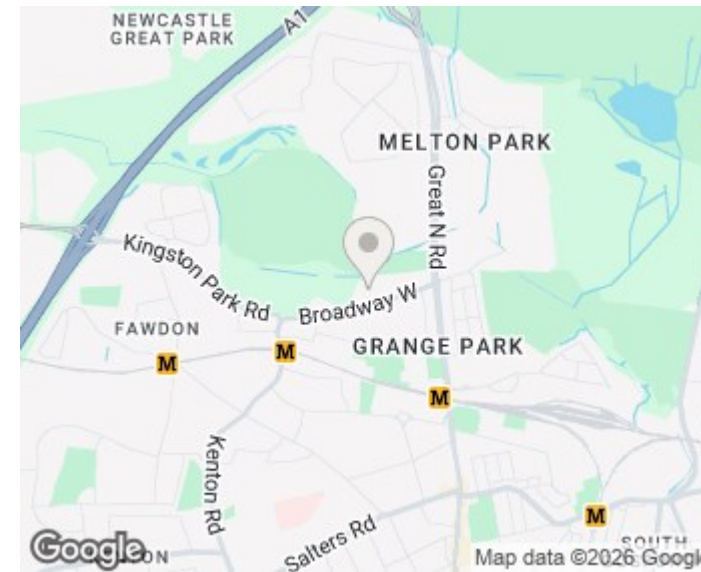 NEWCASTLE
GREAT PARK
A1
MELTON PARK
Great N Rd
Kingston Park Rd
Broadway W
FAWDON
GRANGE PARK
M
M
M
Kenton Rd
M
Salters Rd
SOUTH
Google
Map data ©2026 Google